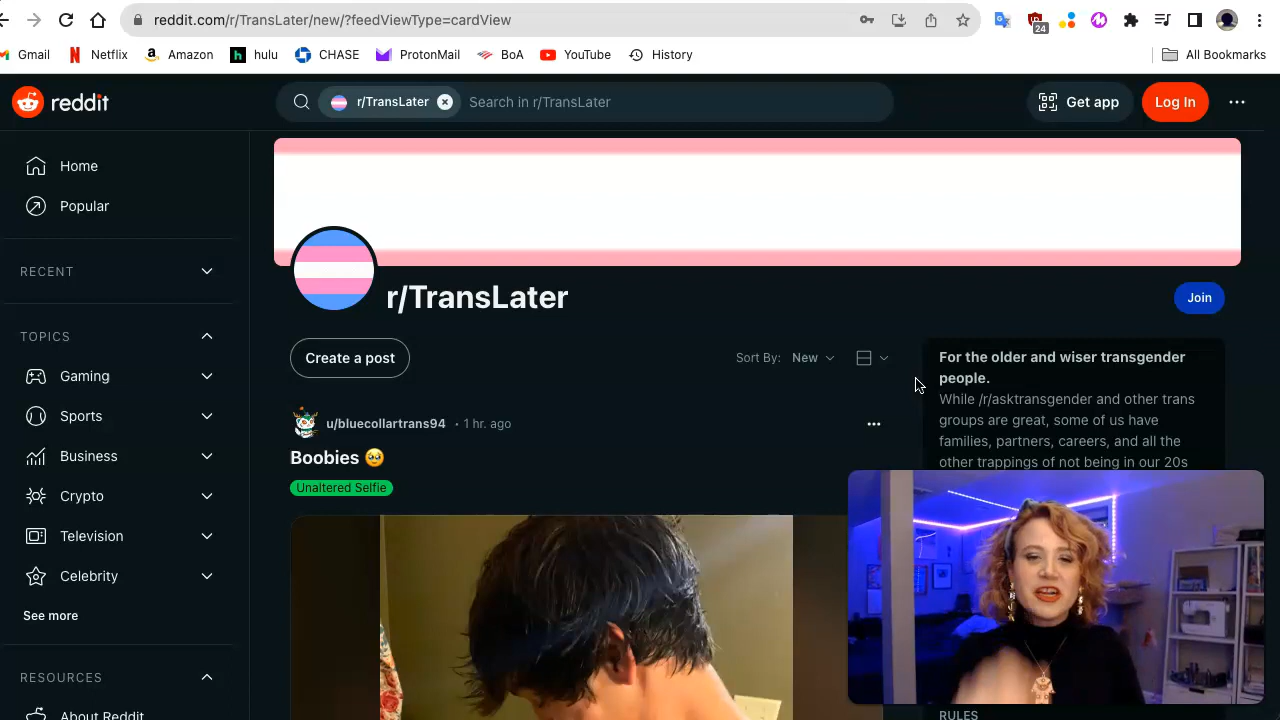 reddit.com/r/TransLater/new/?feedViewType=cardView
24
Gmail Netflix Amazon hulu CHASE ProtonMail BoA YouTube History All Bookmarks
reddit r/TransLater Search in r/TransLater Get app Log In
Home
Popular
RECENT
TOPICS
Gaming
Sports
Business
Crypto
Television
Celebrity
See more
RESOURCES
About Reddit
r/TransLater
Join
Create a post
Sort By: New
u/bluecollartrans94 • 1 hr. ago
Boobies 🥹
Unaltered Selfie
For the older and wiser transgender
people.
While /r/asktransgender and other trans
groups are great, some of us have
families, partners, careers, and all the
other trappings of not being in our 20s
RULES